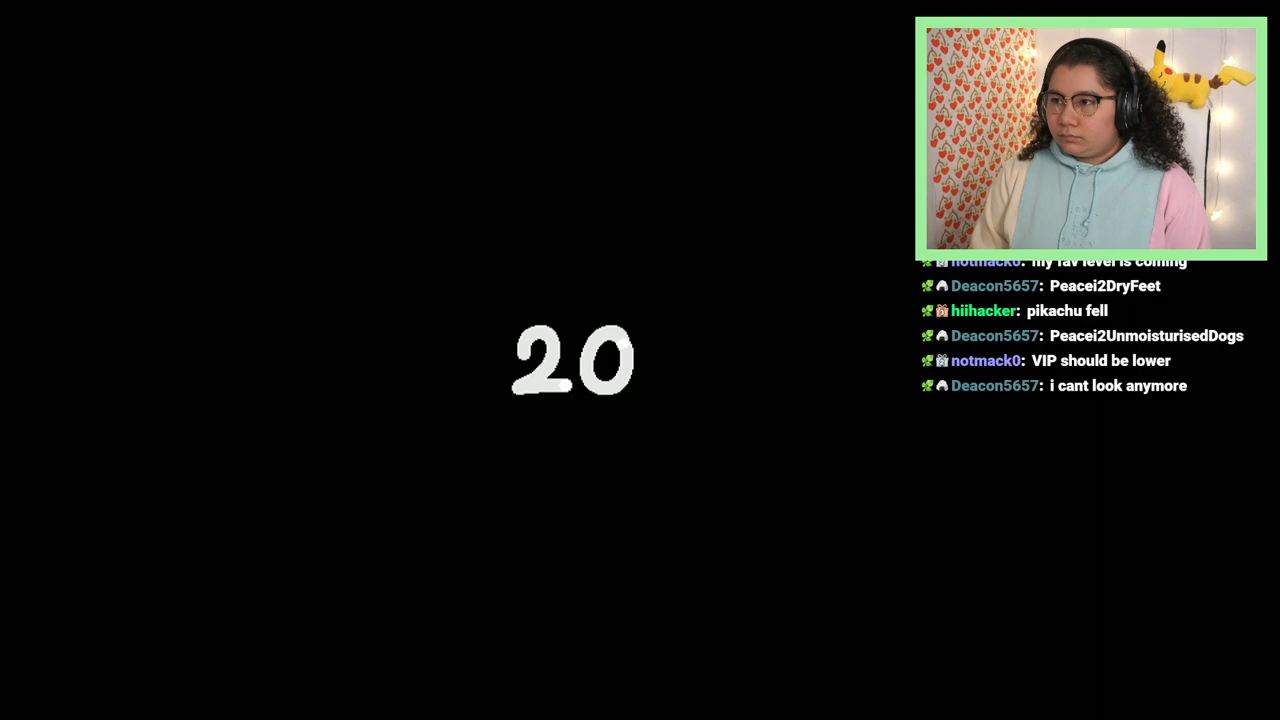 20
notmack0: my fav level is coming
Deacon5657: Peacei2DryFeet
hiihacker: pikachu fell
Deacon5657: Peacei2UnmoisturisedDogs
notmack0: VIP should be lower
Deacon5657: i cant look anymore